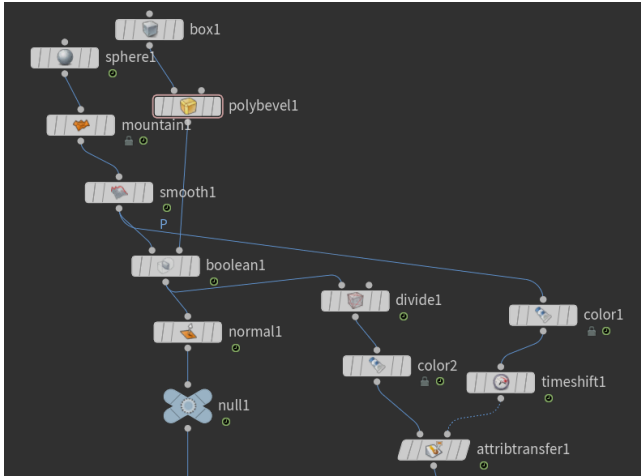 box1
sphere1
polybevel1
mountain1
smooth1
P
boolean1
divide1
color1
normal1
color2
timeshift1
null1
attribtransfer1